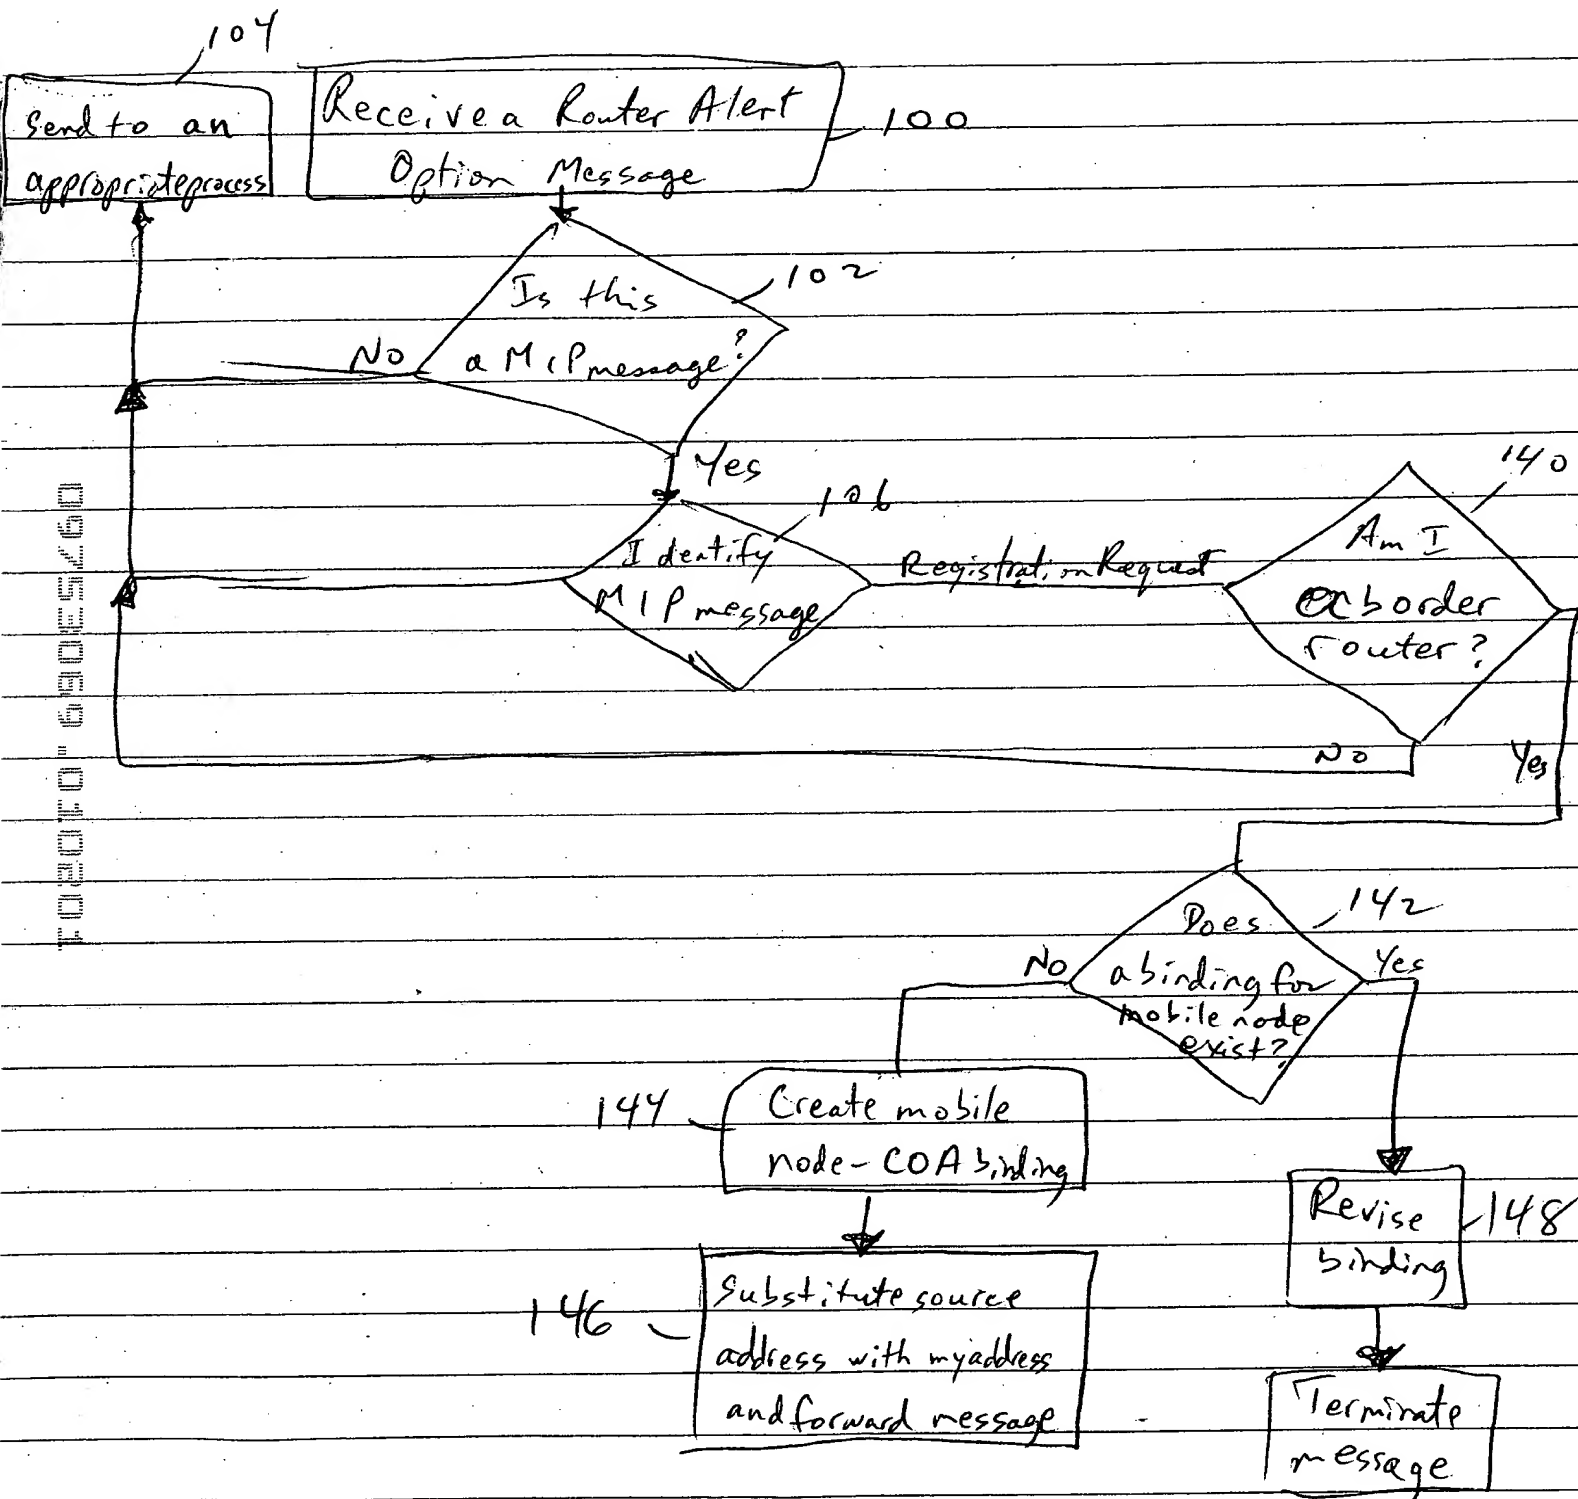 104
Send to an
appropriate process
Receive a Router Alert
Option Message
100
Is this
a MIP message?
102
No
Yes
106
Identify
MIP message
Registration Request
140
Am I
a border
router?
No
Yes
09753069.010201
142
Does
a binding for
mobile node
exist?
No
Yes
144
Create mobile
node-COA binding
148
Revise
binding
146
Substitute source
address with my address
and forward message
Terminate
message